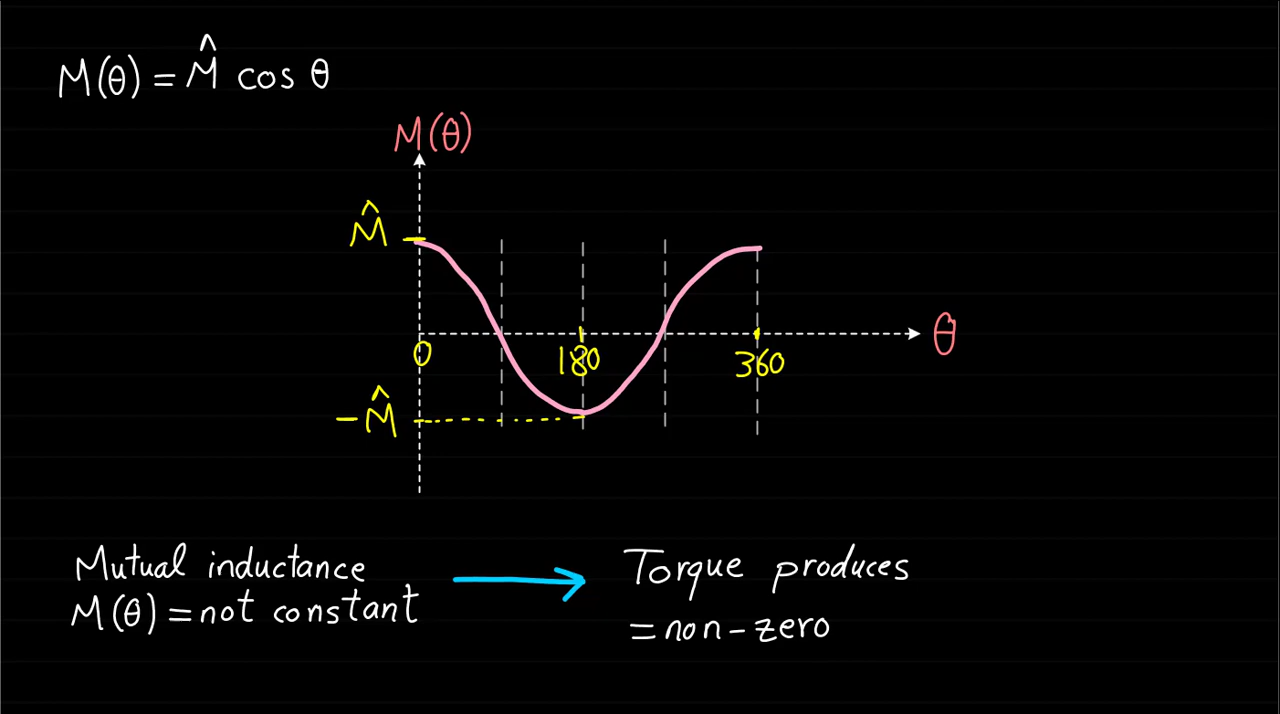 M(θ) = M̂ cos θ
M(θ)
M̂
θ
0
180
360
-M̂
Mutual inductance
M(θ) = not constant
Torque produces
= non-zero